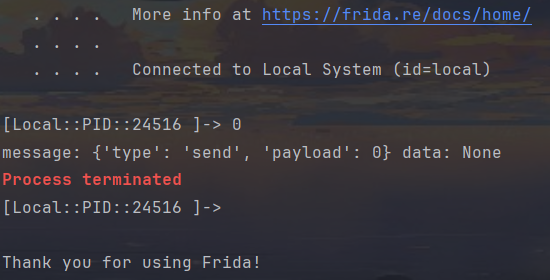 . . . . More info at https://frida.re/docs/home/
. . . .
. . . . Connected to Local System (id=local)
[Local::PID::24516 ]-> 0
message: {'type': 'send', 'payload': 0} data: None
Process terminated
[Local::PID::24516 ]->
Thank you for using Frida!